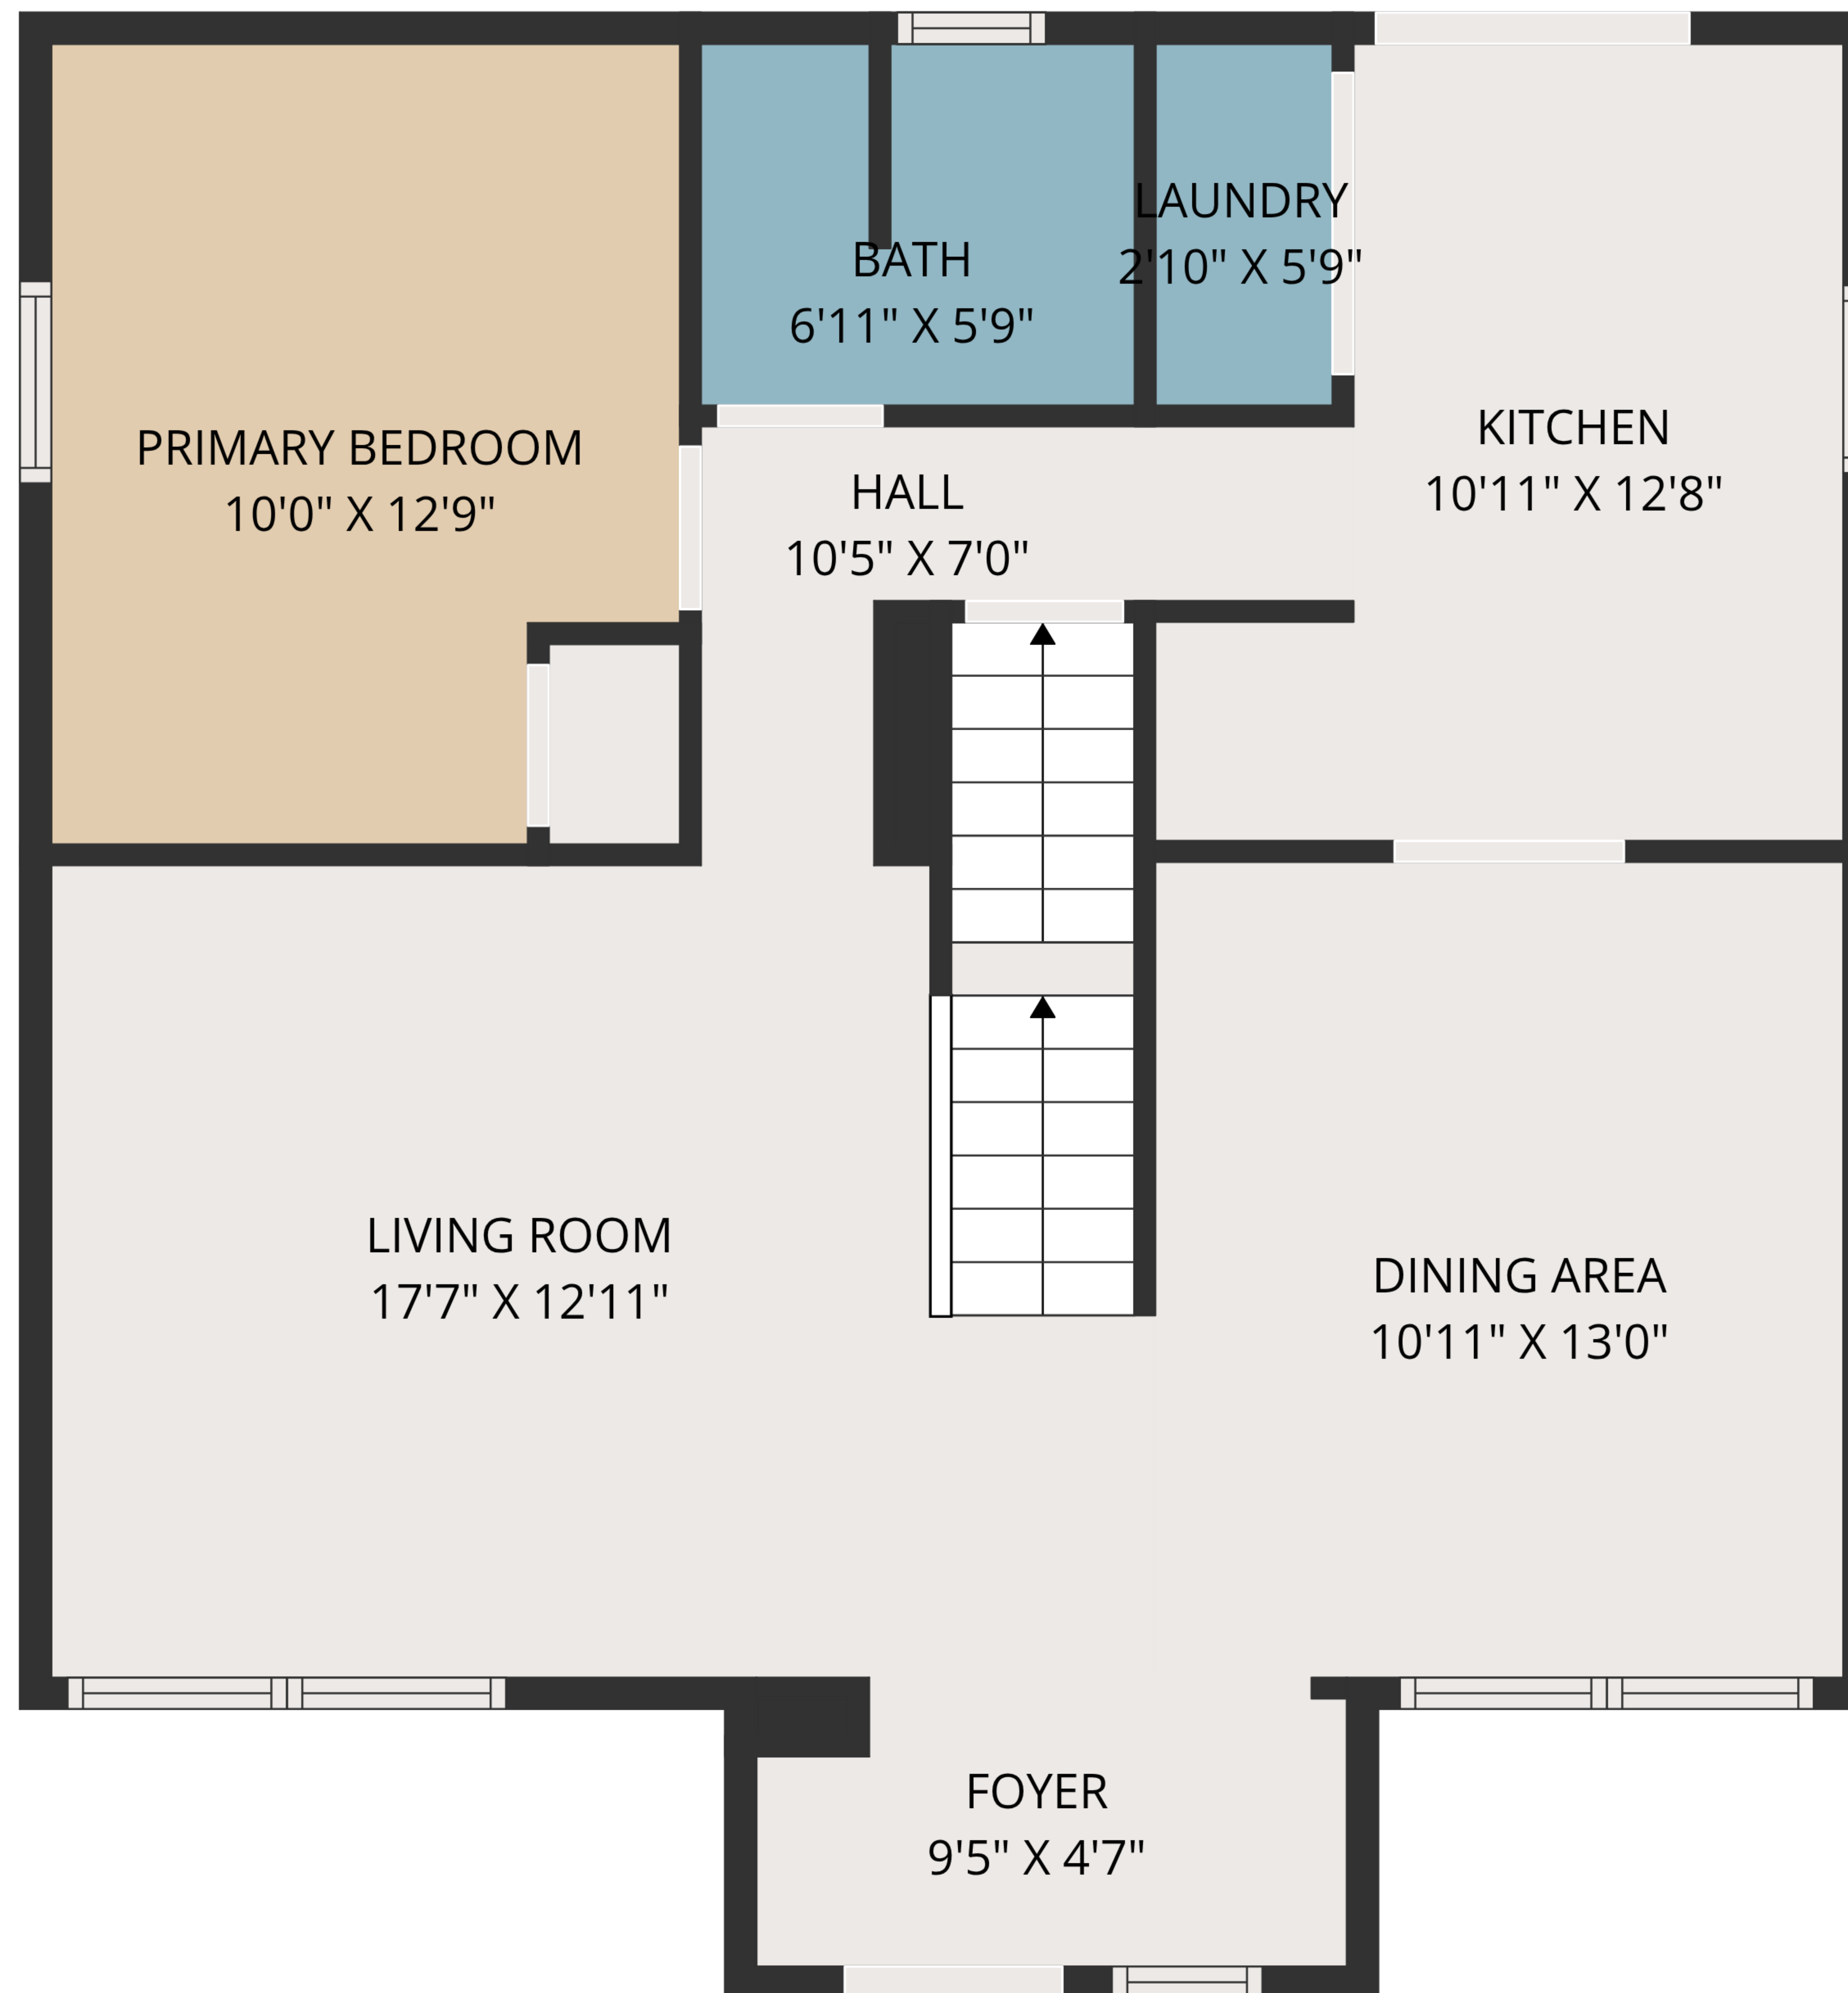 LAUNDRY
2'10" X 5'9"
BATH
6'11" X 5'9"
PRIMARY BEDROOM
10'0" X 12'9"
HALL
10'5" X 7'0"
KITCHEN
10'11" X 12'8"
LIVING ROOM
17'7" X 12'11"
DINING AREA
10'11" X 13'0"
FOYER
9'5" X 4'7"